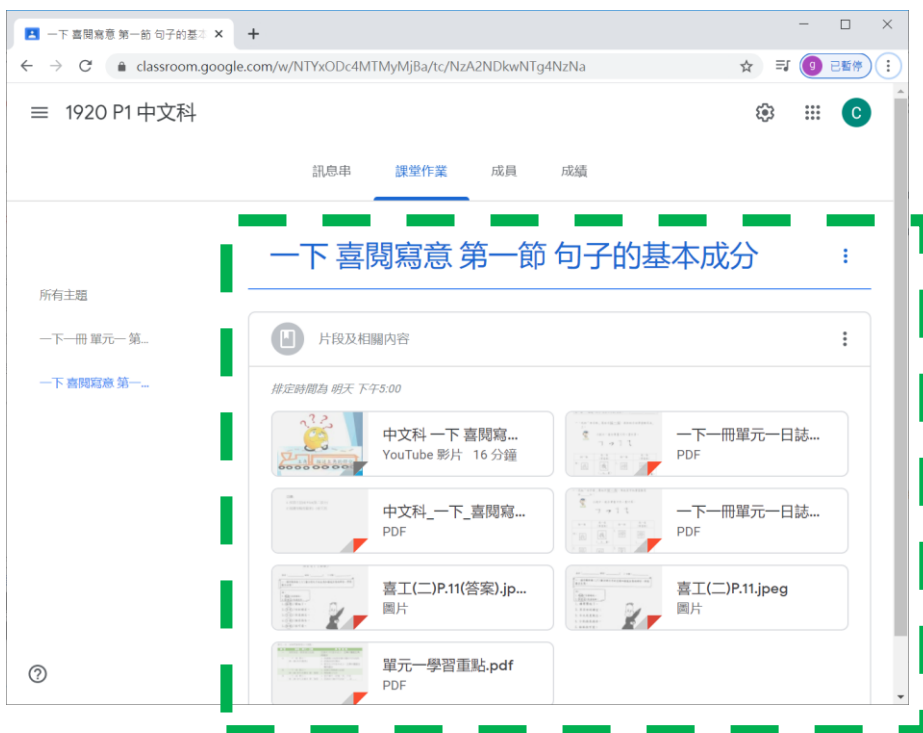 一下 喜閱寫意 第一節 句子的基
classroom.google.com/w/NTYxODc4MTMyMjBa/tc/NzA2NDkwNTg4NzNa
g 已暫停
1920 P1 中文科
C
訊息串 課堂作業 成員 成績
一下 喜閱寫意 第一節 句子的基本成分
所有主題
一下一冊 單元一 第...
一下 喜閱寫意 第一...
片段及相關內容
排定時間為 明天 下午5:00
中文科 一下 喜閱寫...
YouTube 影片 16 分鐘
一下一冊單元一日誌...
PDF
中文科_一下_喜閱寫...
PDF
一下一冊單元一日誌...
PDF
喜工(二)P.11(答案).jp...
圖片
喜工(二)P.11.jpeg
圖片
單元一學習重點.pdf
PDF